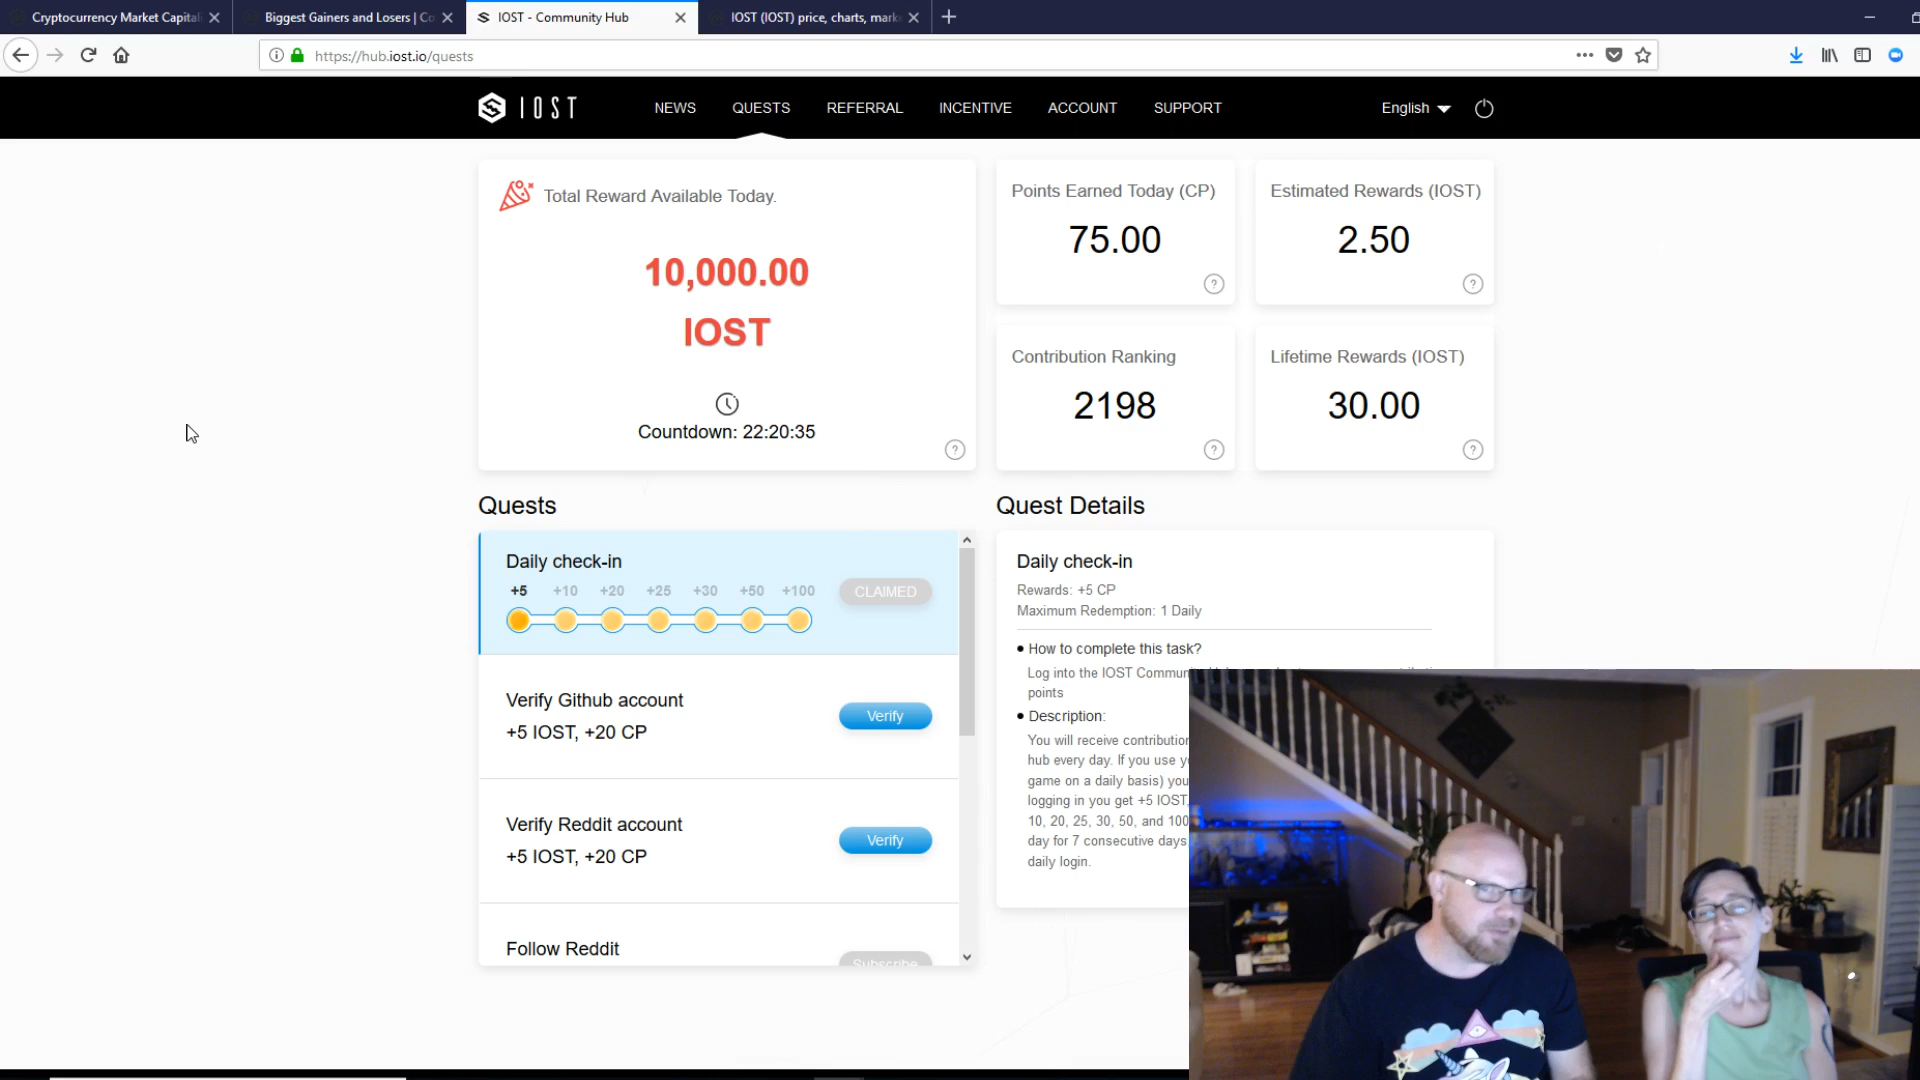 Cryptocurrency Market Capital
Biggest Gainers and Losers | Co
IOST - Community Hub
IOST (IOST) price, charts, mark
https://hub.iost.io/quests
IOST
NEWS
QUESTS
REFERRAL
INCENTIVE
ACCOUNT
SUPPORT
English
Total Reward Available Today.
10,000.00
IOST
Countdown: 22:20:35
?
Points Earned Today (CP)
75.00
?
Estimated Rewards (IOST)
2.50
?
Contribution Ranking
2198
?
Lifetime Rewards (IOST)
30.00
?
Quests
Daily check-in
+5 +10 +20 +25 +30 +50 +100
CLAIMED
Verify Github account
+5 IOST, +20 CP
Verify
Verify Reddit account
+5 IOST, +20 CP
Verify
Follow Reddit
Subscribe
Quest Details
Daily check-in
Rewards: +5 CP
Maximum Redemption: 1 Daily
How to complete this task?
Log into the IOST Commun
points
Description:
You will receive contribution
hub every day. If you use y
game on a daily basis) you
logging in you get +5 IOST,
10, 20, 25, 30, 50, and 100
day for 7 consecutive days
daily login.